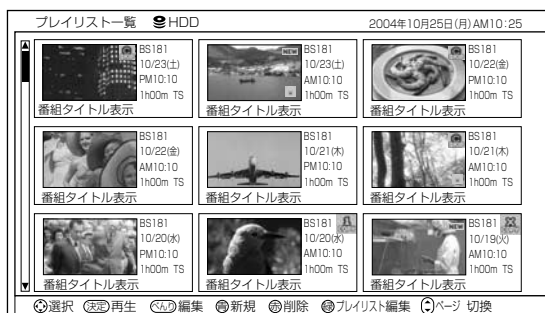 プレイリスト一覧 HDD 2004年10月25日(月)AM10:25
BS181
10/23(土)
PM10:10
1h00m TS
番組タイトル表示
NEW
BS181
10/23(土)
AM10:10
1h00m TS
番組タイトル表示
BS181
10/22(金)
PM10:10
1h00m TS
番組タイトル表示
BS181
10/22(金)
AM10:10
1h00m TS
番組タイトル表示
BS181
10/21(木)
PM10:10
1h00m TS
番組タイトル表示
BS181
10/21(木)
AM10:10
1h00m TS
番組タイトル表示
BS181
10/20(水)
PM10:10
1h00m TS
番組タイトル表示
BS181
10/20(水)
AM10:10
1h00m TS
番組タイトル表示
NEW
BS181
10/19(火)
AM10:10
1h00m TS
番組タイトル表示
選択 決定 再生 べんり 編集 青 新規 赤 削除 緑 プレイリスト編集 ページ 切換